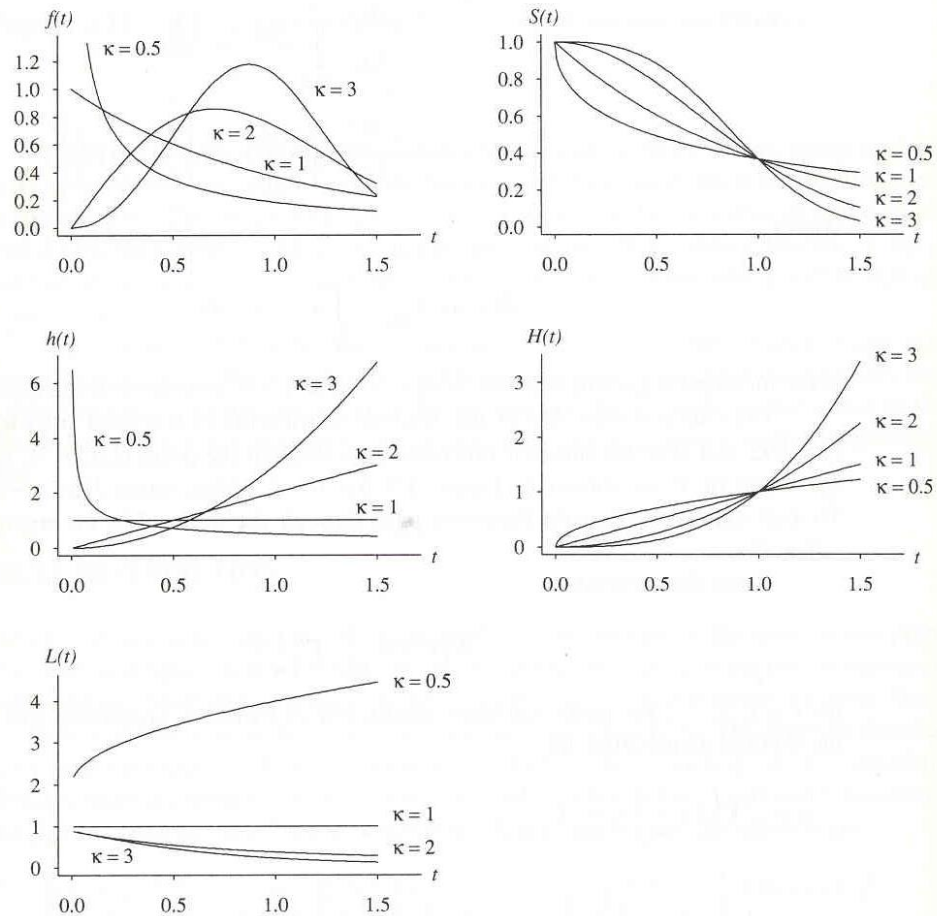 f(t)
κ = 0.5
κ = 3
κ = 2
κ = 1
1.2
1.0
0.8
0.6
0.4
0.2
0.0
t
0.0 0.5 1.0 1.5
S(t)
1.0
0.8
0.6
0.4
0.2
0.0
κ = 0.5
κ = 1
κ = 2
κ = 3
t
0.0 0.5 1.0 1.5
h(t)
6
4
2
0
κ = 3
κ = 0.5
κ = 2
κ = 1
t
0.0 0.5 1.0 1.5
H(t)
3
2
1
0
κ = 3
κ = 2
κ = 1
κ = 0.5
t
0.0 0.5 1.0 1.5
L(t)
4
3
2
1
0
κ = 0.5
κ = 1
κ = 2
κ = 3
t
0.0 0.5 1.0 1.5